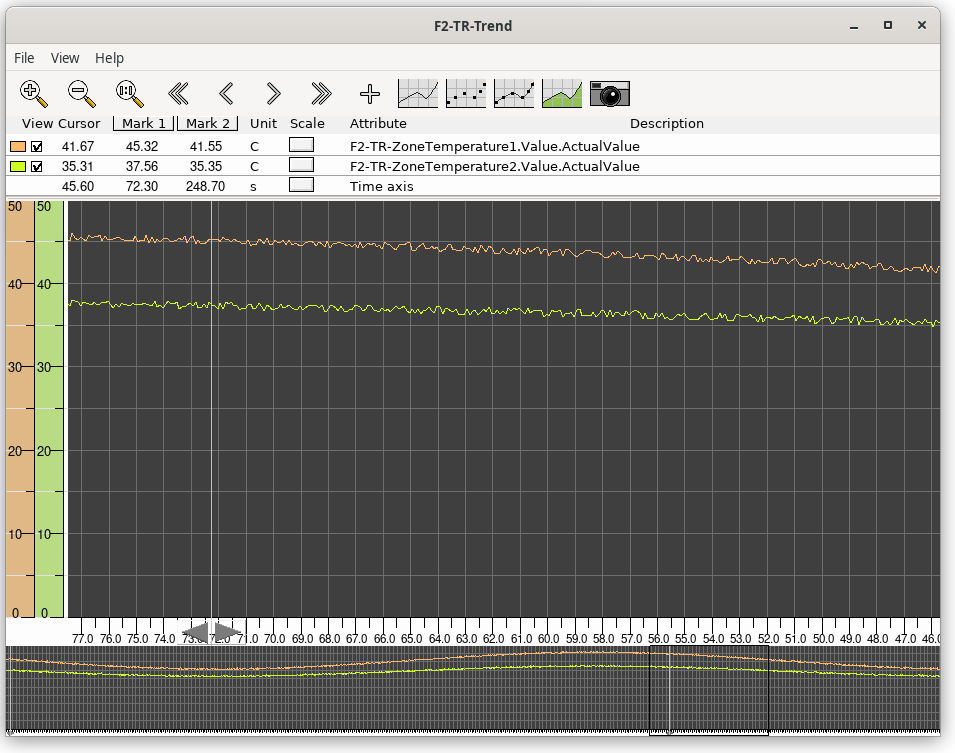 F2-TR-Trend
File View Help
View Cursor Mark 1 Mark 2 Unit Scale Attribute Description
41.67 45.32 41.55 C F2-TR-ZoneTemperature1.Value.ActualValue
35.31 37.56 35.35 C F2-TR-ZoneTemperature2.Value.ActualValue
45.60 72.30 248.70 s Time axis
50 50
40 40
30 30
20 20
10 10
0 0
77.0 76.0 75.0 74.0 73.0 72.0 71.0 70.0 69.0 68.0 67.0 66.0 65.0 64.0 63.0 62.0 61.0 60.0 59.0 58.0 57.0 56.0 55.0 54.0 53.0 52.0 51.0 50.0 49.0 48.0 47.0 46.0